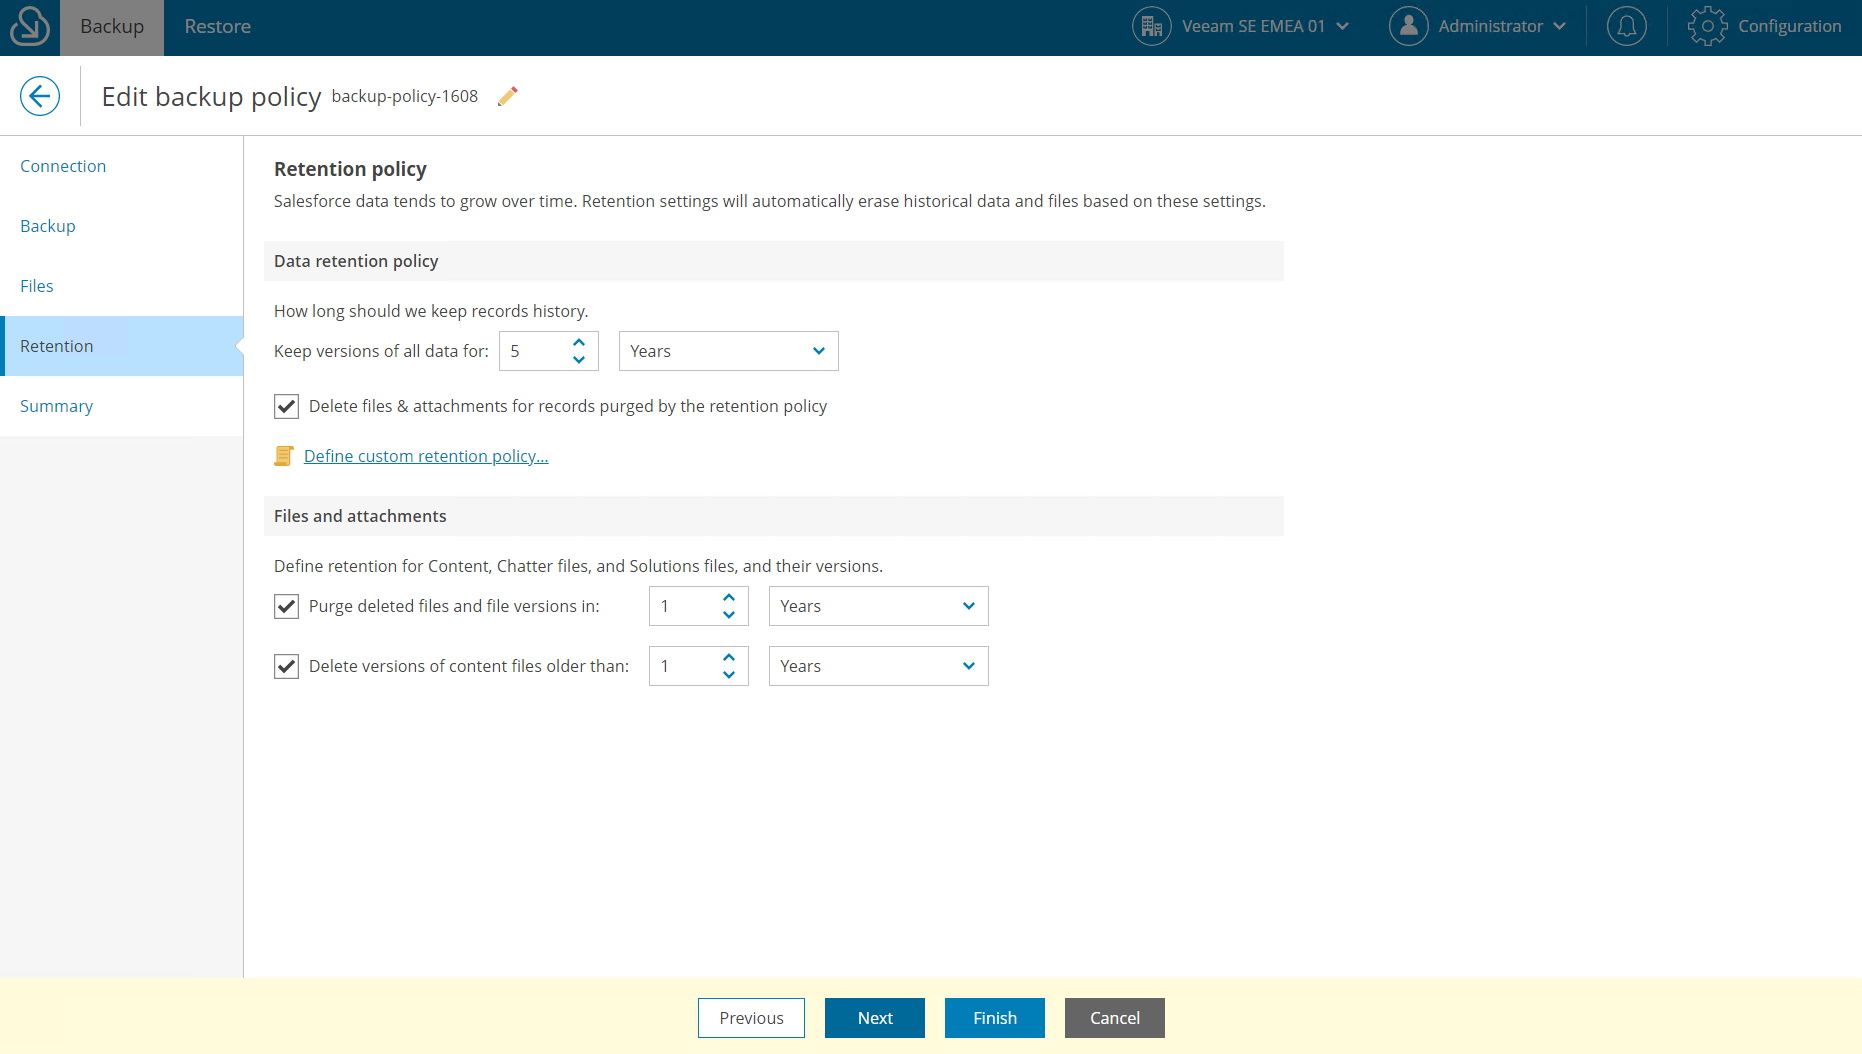 Backup Restore Veeam SE EMEA 01 Administrator Configuration
Edit backup policy backup-policy-1608
Connection
Backup
Files
Retention
Summary
Retention policy
Salesforce data tends to grow over time. Retention settings will automatically erase historical data and files based on these settings.
Data retention policy
How long should we keep records history.
Keep versions of all data for: 5 Years
Delete files & attachments for records purged by the retention policy
Define custom retention policy...
Files and attachments
Define retention for Content, Chatter files, and Solutions files, and their versions.
Purge deleted files and file versions in: 1 Years
Delete versions of content files older than: 1 Years
Previous Next Finish Cancel